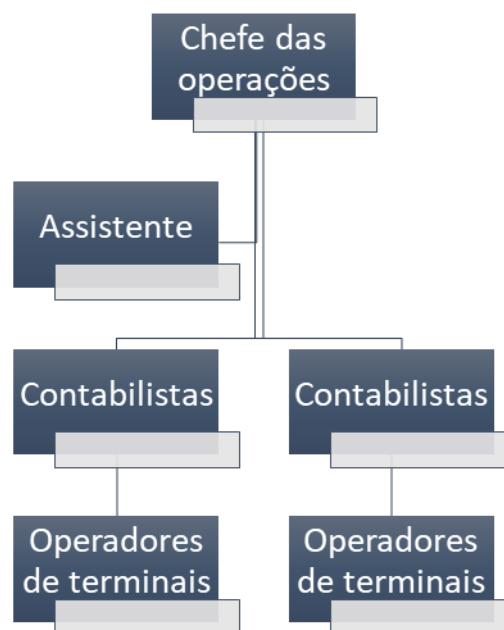 Chefe das
operações
Assistente
Contabilistas
Contabilistas
Operadores
de terminais
Operadores
de terminais